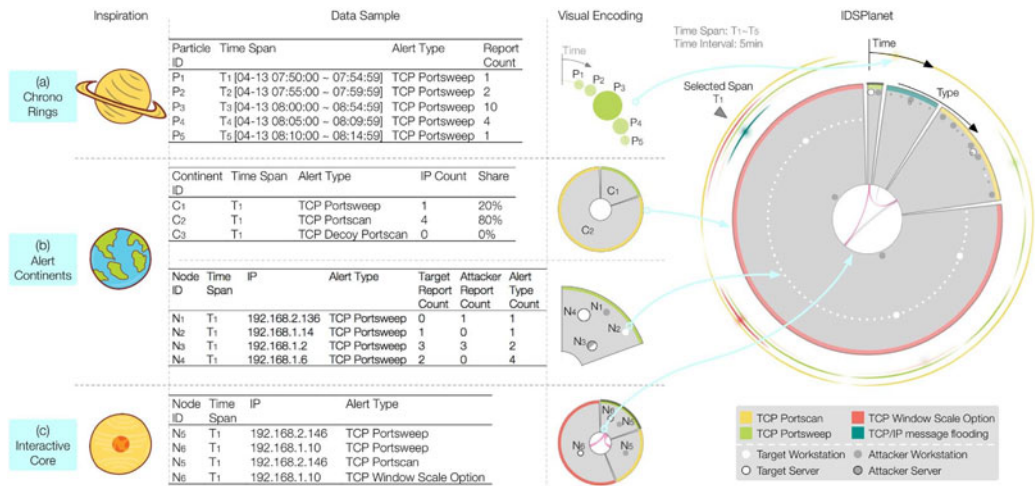 Inspiration Data Sample Visual Encoding IDSPlanet
(a)
Chrono
Rings
Particle ID Time Span Alert Type Report Count
P1 T1 [04-13 07:50:00 ~ 07:54:59] TCP Portsweep 1
P2 T2 [04-13 07:55:00 ~ 07:59:59] TCP Portsweep 2
P3 T3 [04-13 08:00:00 ~ 08:54:59] TCP Portsweep 10
P4 T4 [04-13 08:05:00 ~ 08:09:59] TCP Portsweep 4
P5 T5 [04-13 08:10:00 ~ 08:14:59] TCP Portsweep 1
Time
P1
P2
P3
P4
P5
(b)
Alert
Continents
Continent ID Time Span Alert Type IP Count Share
C1 T1 TCP Portsweep 1 20%
C2 T1 TCP Portscan 4 80%
C3 T1 TCP Decoy Portscan 0 0%
C1
C2
Node ID Time Span IP Alert Type Target Report Count Attacker Report Count Alert Type Count
N1 T1 192.168.2.136 TCP Portsweep 0 1 1
N2 T1 192.168.1.14 TCP Portsweep 1 0 1
N3 T1 192.168.1.2 TCP Portsweep 3 3 2
N4 T1 192.168.1.6 TCP Portsweep 2 0 4
N4 N1
N2
N3
(c)
Interactive
Core
Node ID Time Span IP Alert Type
N5 T1 192.168.2.146 TCP Portsweep
N6 T1 192.168.1.10 TCP Portsweep
N5 T1 192.168.2.146 TCP Portscan
N6 T1 192.168.1.10 TCP Window Scale Option
N6
N5
N6 N5
Time Span: T1~T5
Time Interval: 5min
Time
Selected Span
T1
Type
TCP Portscan TCP Window Scale Option
TCP Portsweep TCP/IP message flooding
Target Workstation Attacker Workstation
Target Server Attacker Server